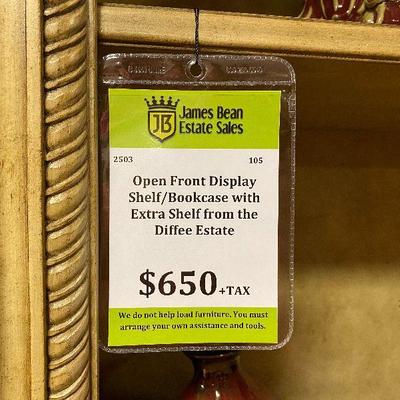 JB
James Bean
Estate Sales
2503 105
Open Front Display
Shelf/Bookcase with
Extra Shelf from the
Diffee Estate
$650+TAX
We do not help load furniture. You must
arrange your own assistance and tools.